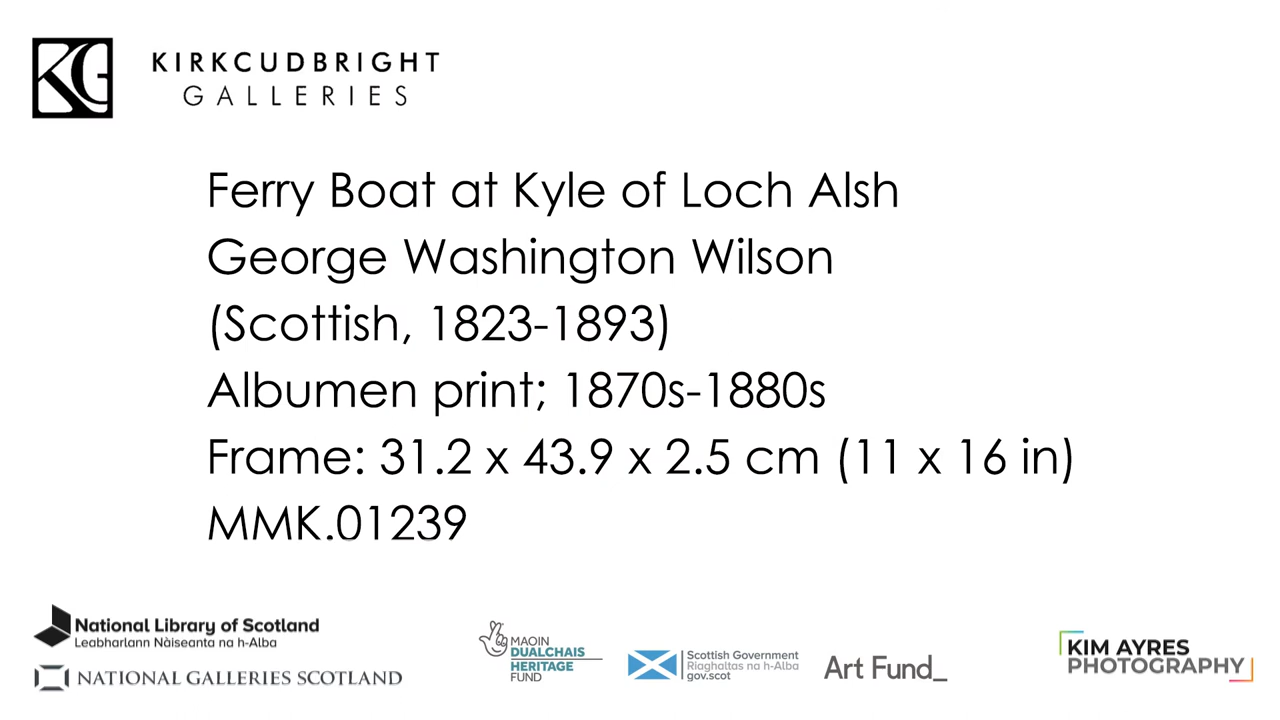 KG
KIRKCUDBRIGHT
GALLERIES
Ferry Boat at Kyle of Loch Alsh
George Washington Wilson
(Scottish, 1823-1893)
Albumen print; 1870s-1880s
Frame: 31.2 x 43.9 x 2.5 cm (11 x 16 in)
MMK.01239
National Library of Scotland
Leabharlann Nàiseanta na h-Alba
NATIONAL GALLERIES SCOTLAND
MAOIN
DUALCHAIS
HERITAGE
FUND
Scottish Government
Riaghaltas na h-Alba
gov.scot
Art Fund_
KIM AYRES
PHOTOGRAPHY